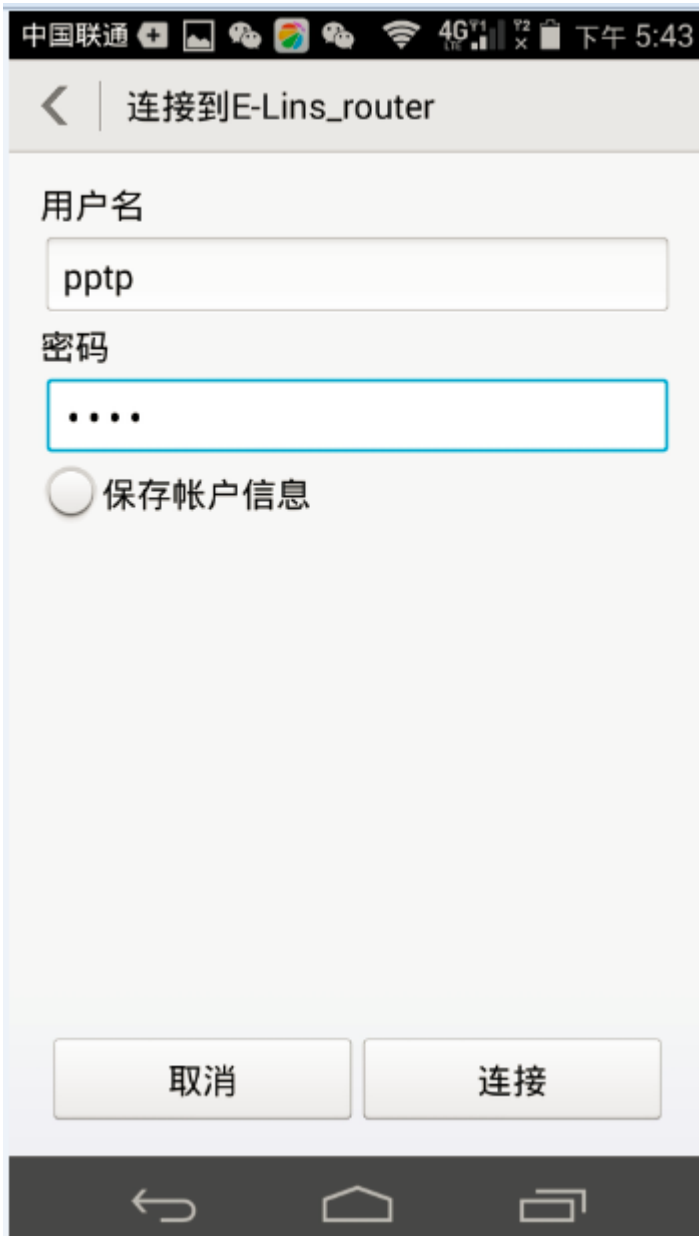 中国联通 4G LTE 下午 5:43
连接到E-Lins_router
用户名
pptp
密码
••••
保存帐户信息
取消 连接